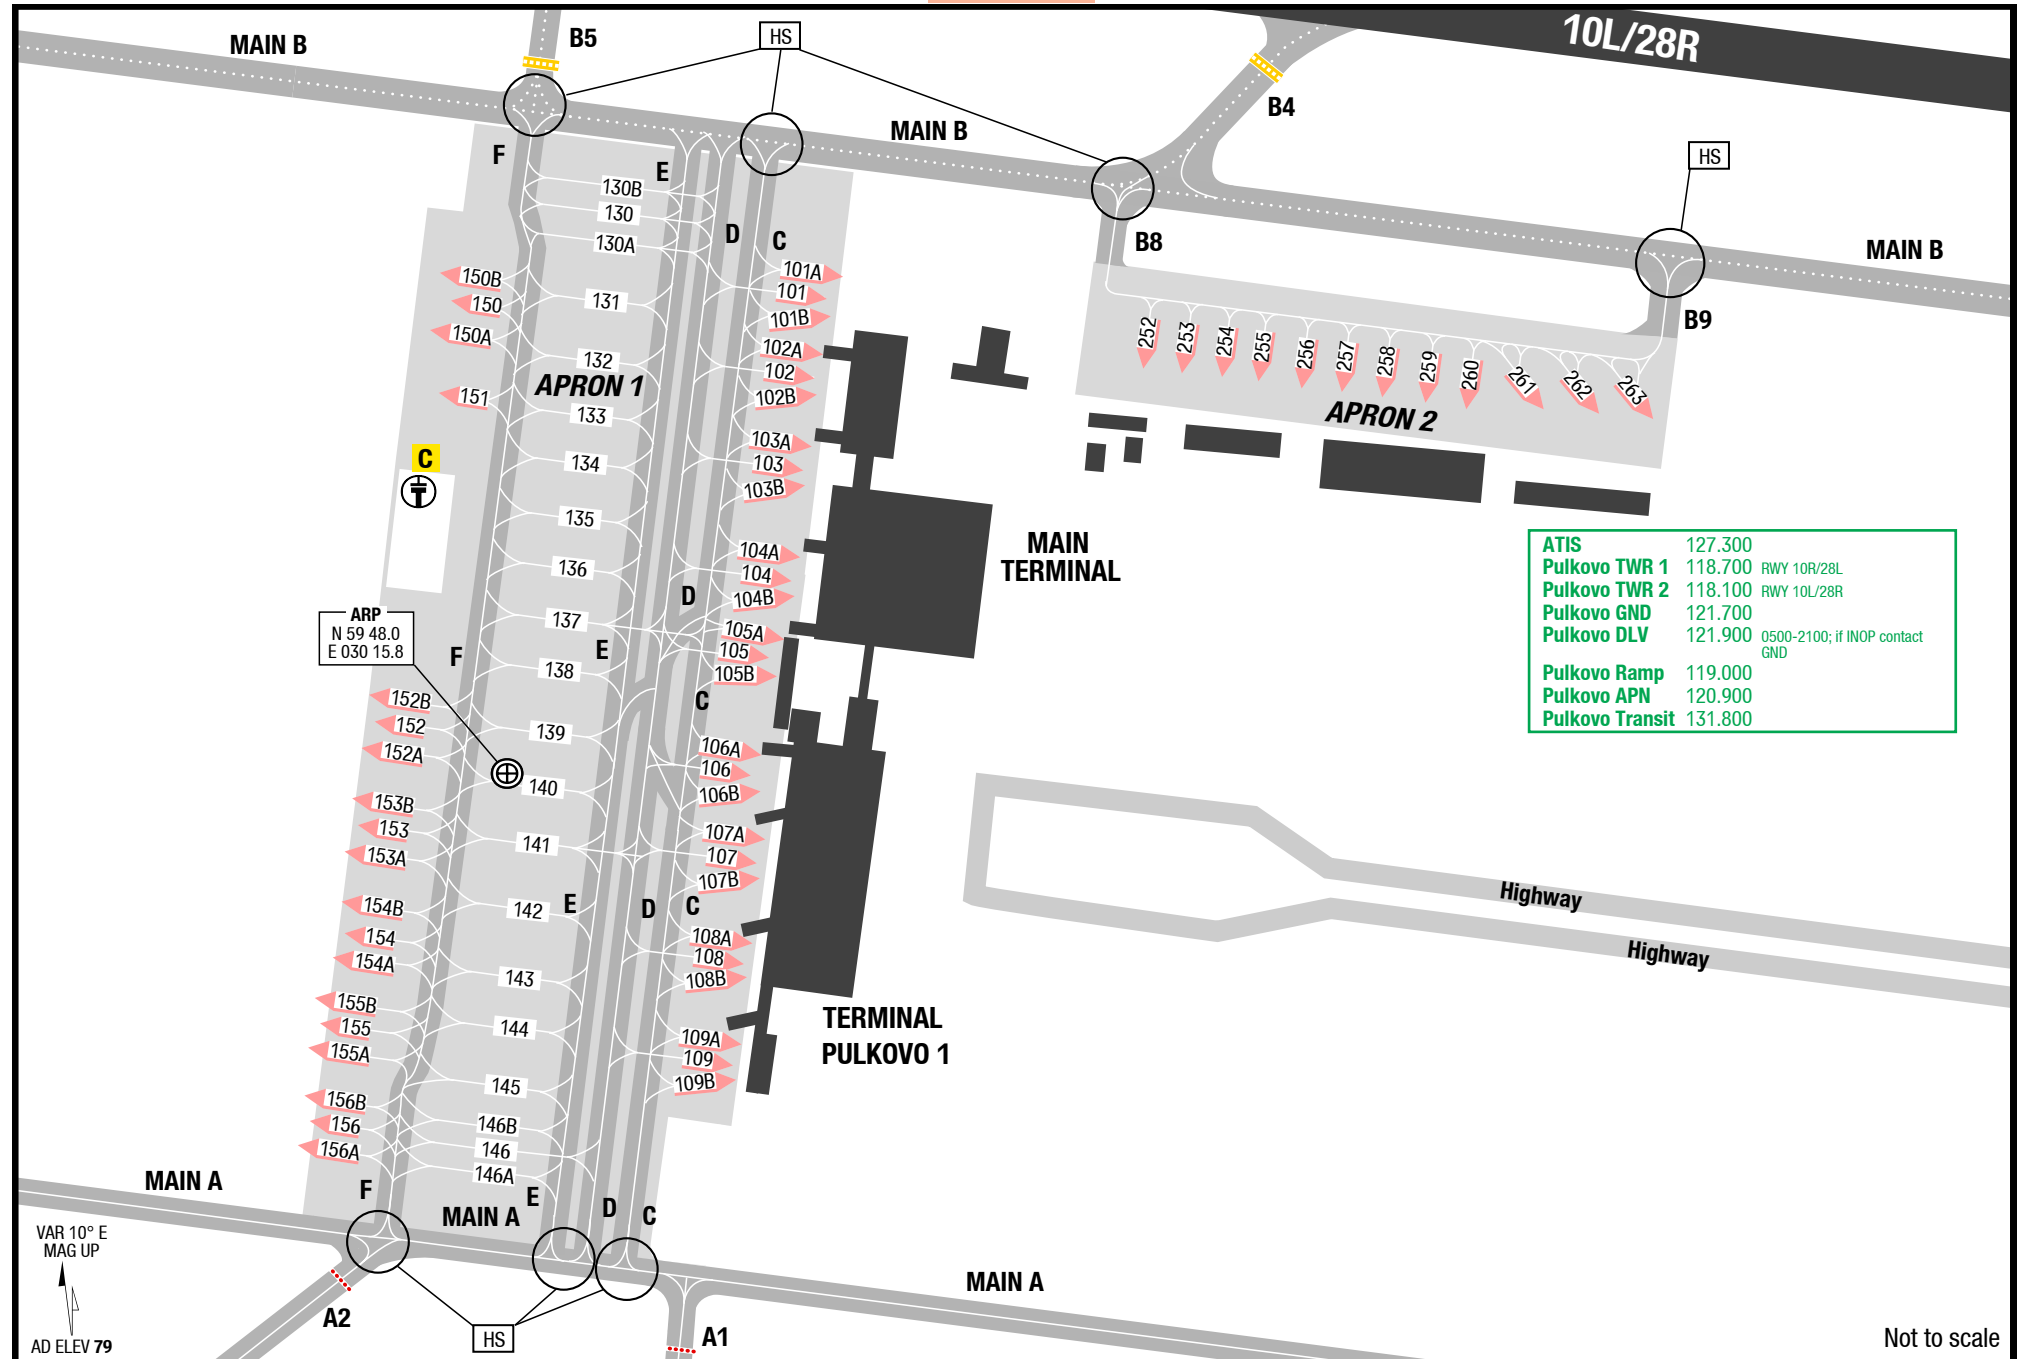 MAIN B
B5
HS
10L/28R
B4
MAIN B
HS
F
E
130B
130
130A
D
C
B8
MAIN B
B9
150B
150
150A
151
131
132
APRON 1
133
134
135
136
137
138
139
140
141
142
143
144
145
146B
146
146A
101A
101
101B
102A
102
102B
103A
103
103B
104A
104
104B
105A
105
105B
106A
106
106B
107A
107
107B
108A
108
108B
109A
109
109B
252
253
254
255
256
257
258
259
260
261
262
263
APRON 2
C
T
MAIN
TERMINAL
ARP
N 59 48.0
E 030 15.8
F
E
D
C
152B
152
152A
153B
153
153A
154B
154
154A
155B
155
155A
156B
156
156A
E
D
C
ATIS 127.300
Pulkovo TWR 1 118.700 RWY 10R/28L
Pulkovo TWR 2 118.100 RWY 10L/28R
Pulkovo GND 121.700
Pulkovo DLV 121.900 0500-2100; if INOP contact
GND
Pulkovo Ramp 119.000
Pulkovo APN 120.900
Pulkovo Transit 131.800
Highway
Highway
TERMINAL
PULKOVO 1
MAIN A
F
MAIN A
E
D
C
MAIN A
VAR 10° E
MAG UP
AD ELEV 79
A2
HS
A1
Not to scale